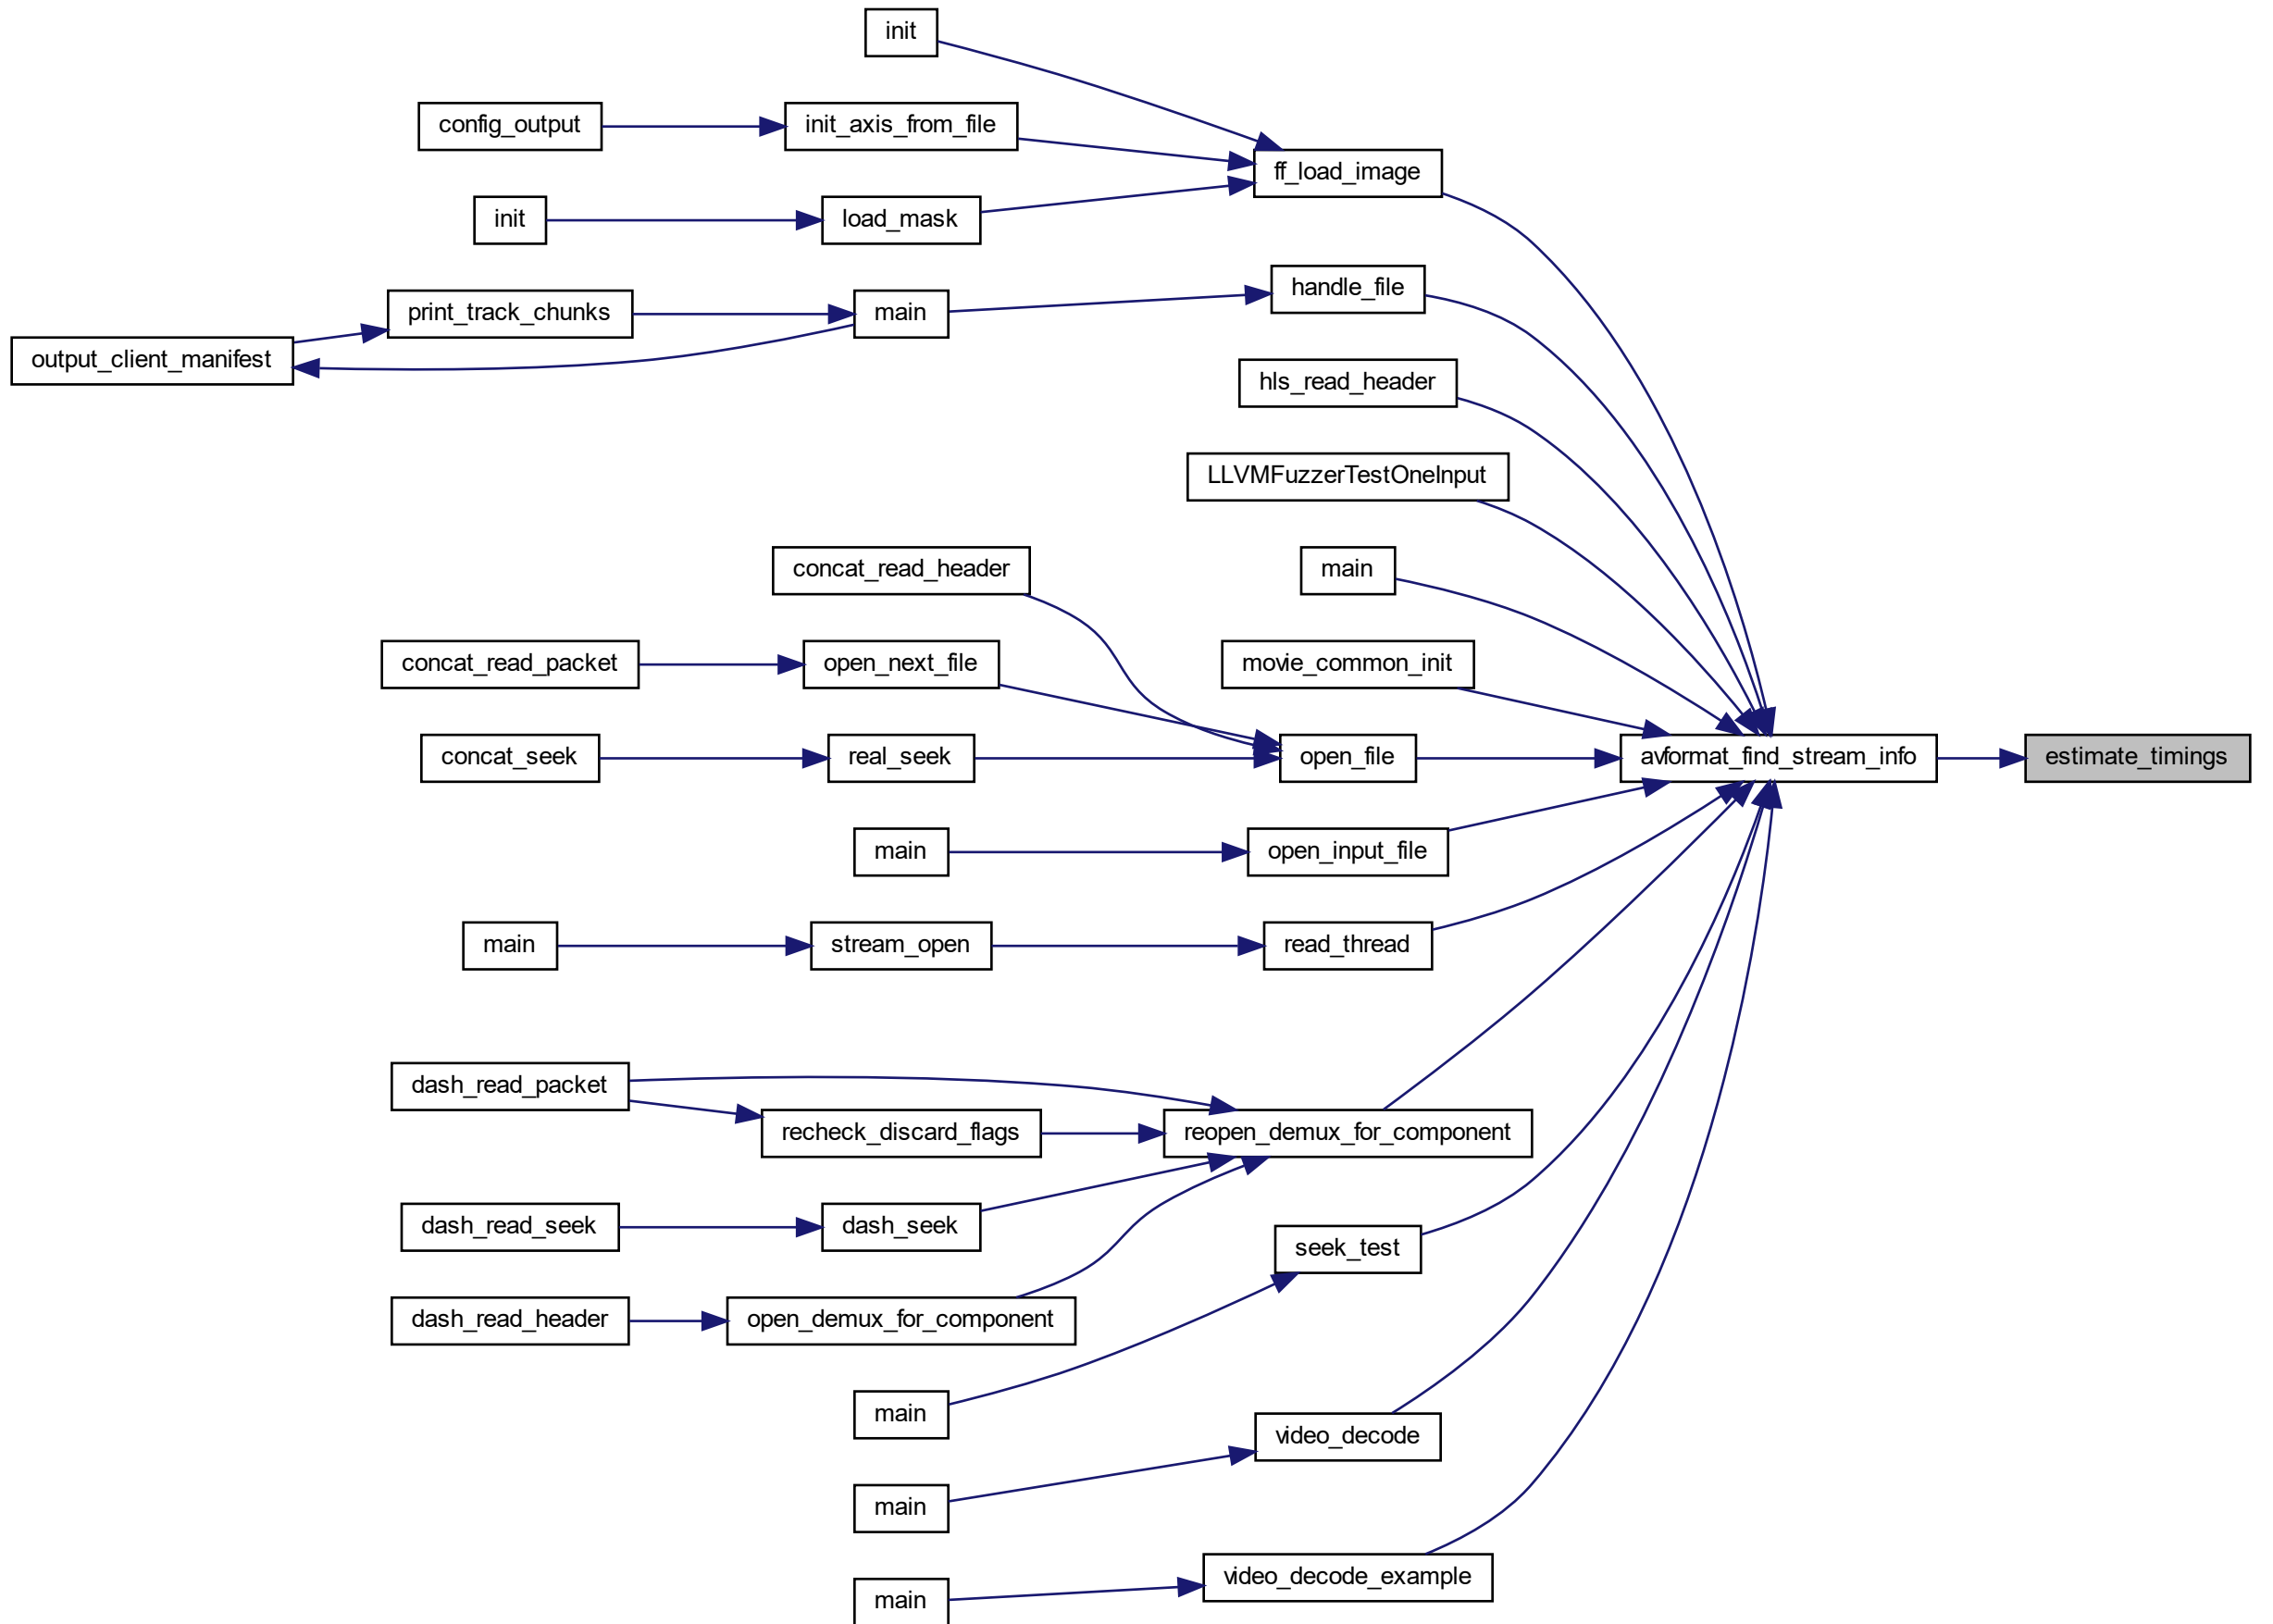 init
config_output
init_axis_from_file
ff_load_image
init
load_mask
handle_file
print_track_chunks
main
output_client_manifest
hls_read_header
LLVMFuzzerTestOneInput
concat_read_header
main
concat_read_packet
open_next_file
movie_common_init
concat_seek
real_seek
open_file
avformat_find_stream_info
estimate_timings
main
open_input_file
main
stream_open
read_thread
dash_read_packet
recheck_discard_flags
reopen_demux_for_component
dash_read_seek
dash_seek
seek_test
dash_read_header
open_demux_for_component
main
video_decode
main
video_decode_example
main